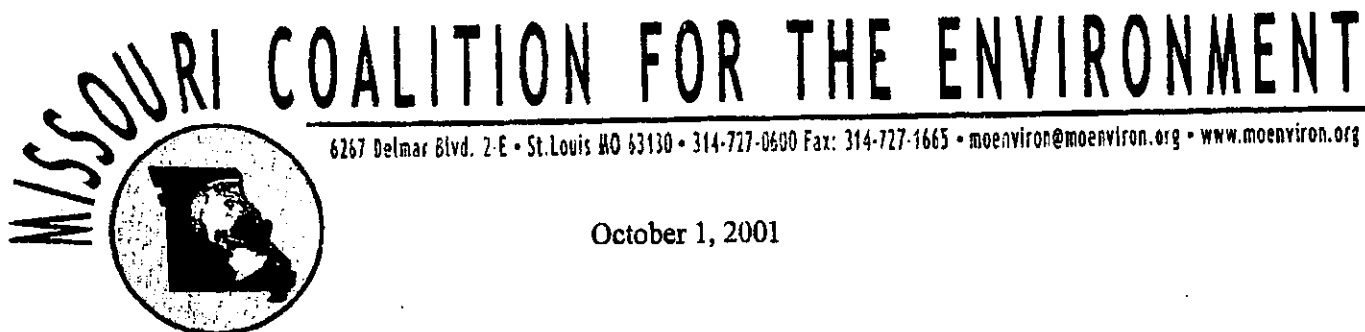 MISSOURI COALITION FOR THE ENVIRONMENT
6267 Delmar Blvd. 2-E • St.Louis MO 63130 • 314-727-0600 Fax: 314-727-1665 • moenviron@moenviron.org • www.moenviron.org
October 1, 2001